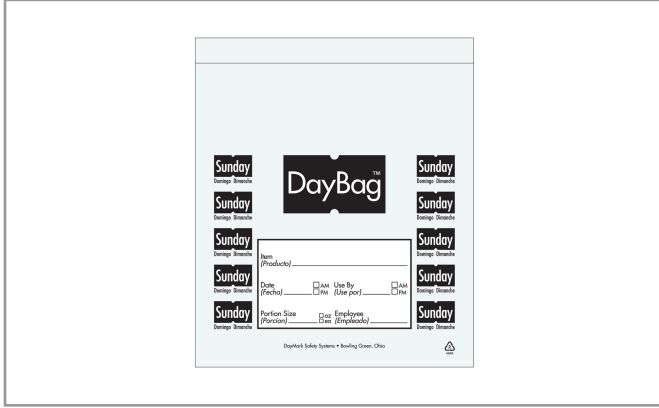 DayBag™
Sunday
Domingo Dimanche
Sunday
Domingo Dimanche
Sunday
Domingo Dimanche
Sunday
Domingo Dimanche
Sunday
Domingo Dimanche
Sunday
Domingo Dimanche
Sunday
Domingo Dimanche
Sunday
Domingo Dimanche
Sunday
Domingo Dimanche
Sunday
Domingo Dimanche
Item
(Producto)
Date AM Use By AM
(Fecha) PM (Use por) PM
Portion Size oz Employee
(Porcion) ea (Empleado)
DayMark Safety Systems • Bowling Green, Ohio